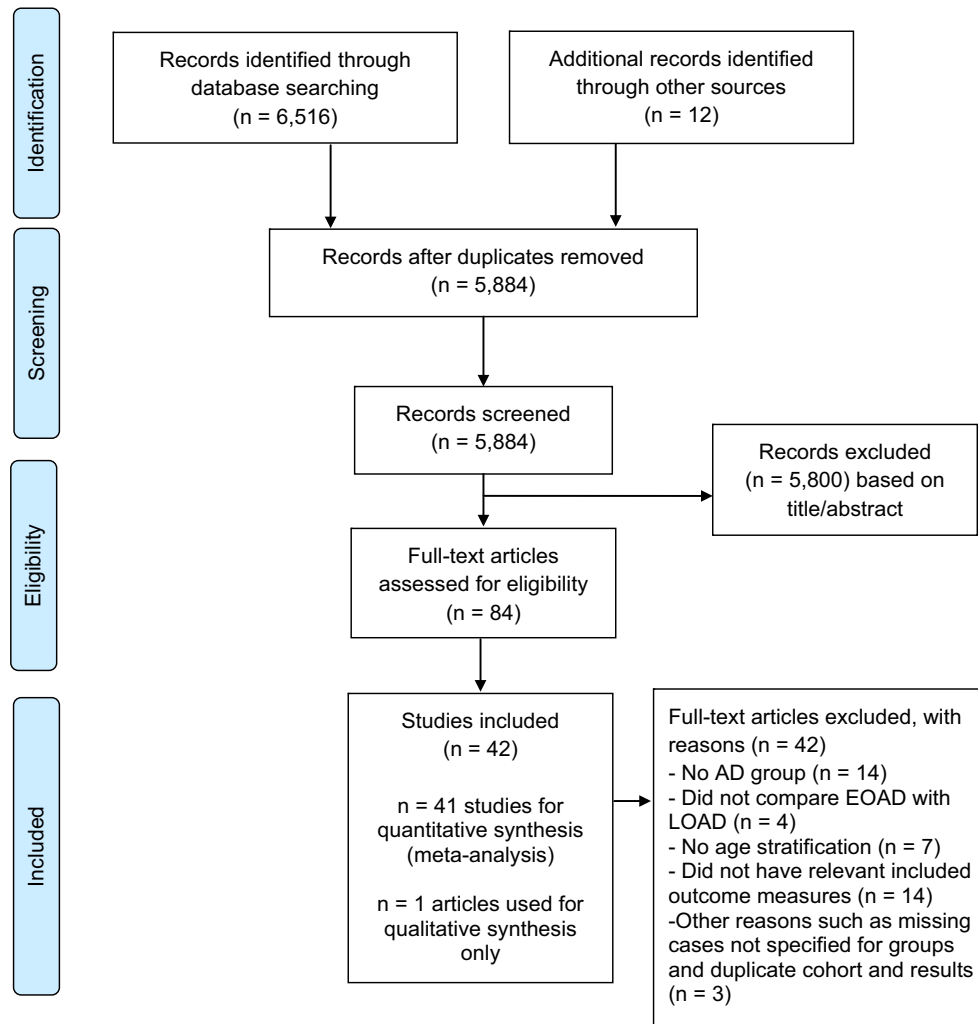 Identification
Records identified through
database searching
(n = 6,516)
Additional records identified
through other sources
(n = 12)
Screening
Records after duplicates removed
(n = 5,884)
Records screened
(n = 5,884)
Records excluded
(n = 5,800) based on
title/abstract
Eligibility
Full-text articles
assessed for eligibility
(n = 84)
Included
Studies included
(n = 42)
n = 41 studies for
quantitative synthesis
(meta-analysis)
n = 1 articles used for
qualitative synthesis
only
Full-text articles excluded, with
reasons (n = 42)
- No AD group (n = 14)
- Did not compare EOAD with
LOAD (n = 4)
- No age stratification (n = 7)
- Did not have relevant included
outcome measures (n = 14)
-Other reasons such as missing
cases not specified for groups
and duplicate cohort and results
(n = 3)